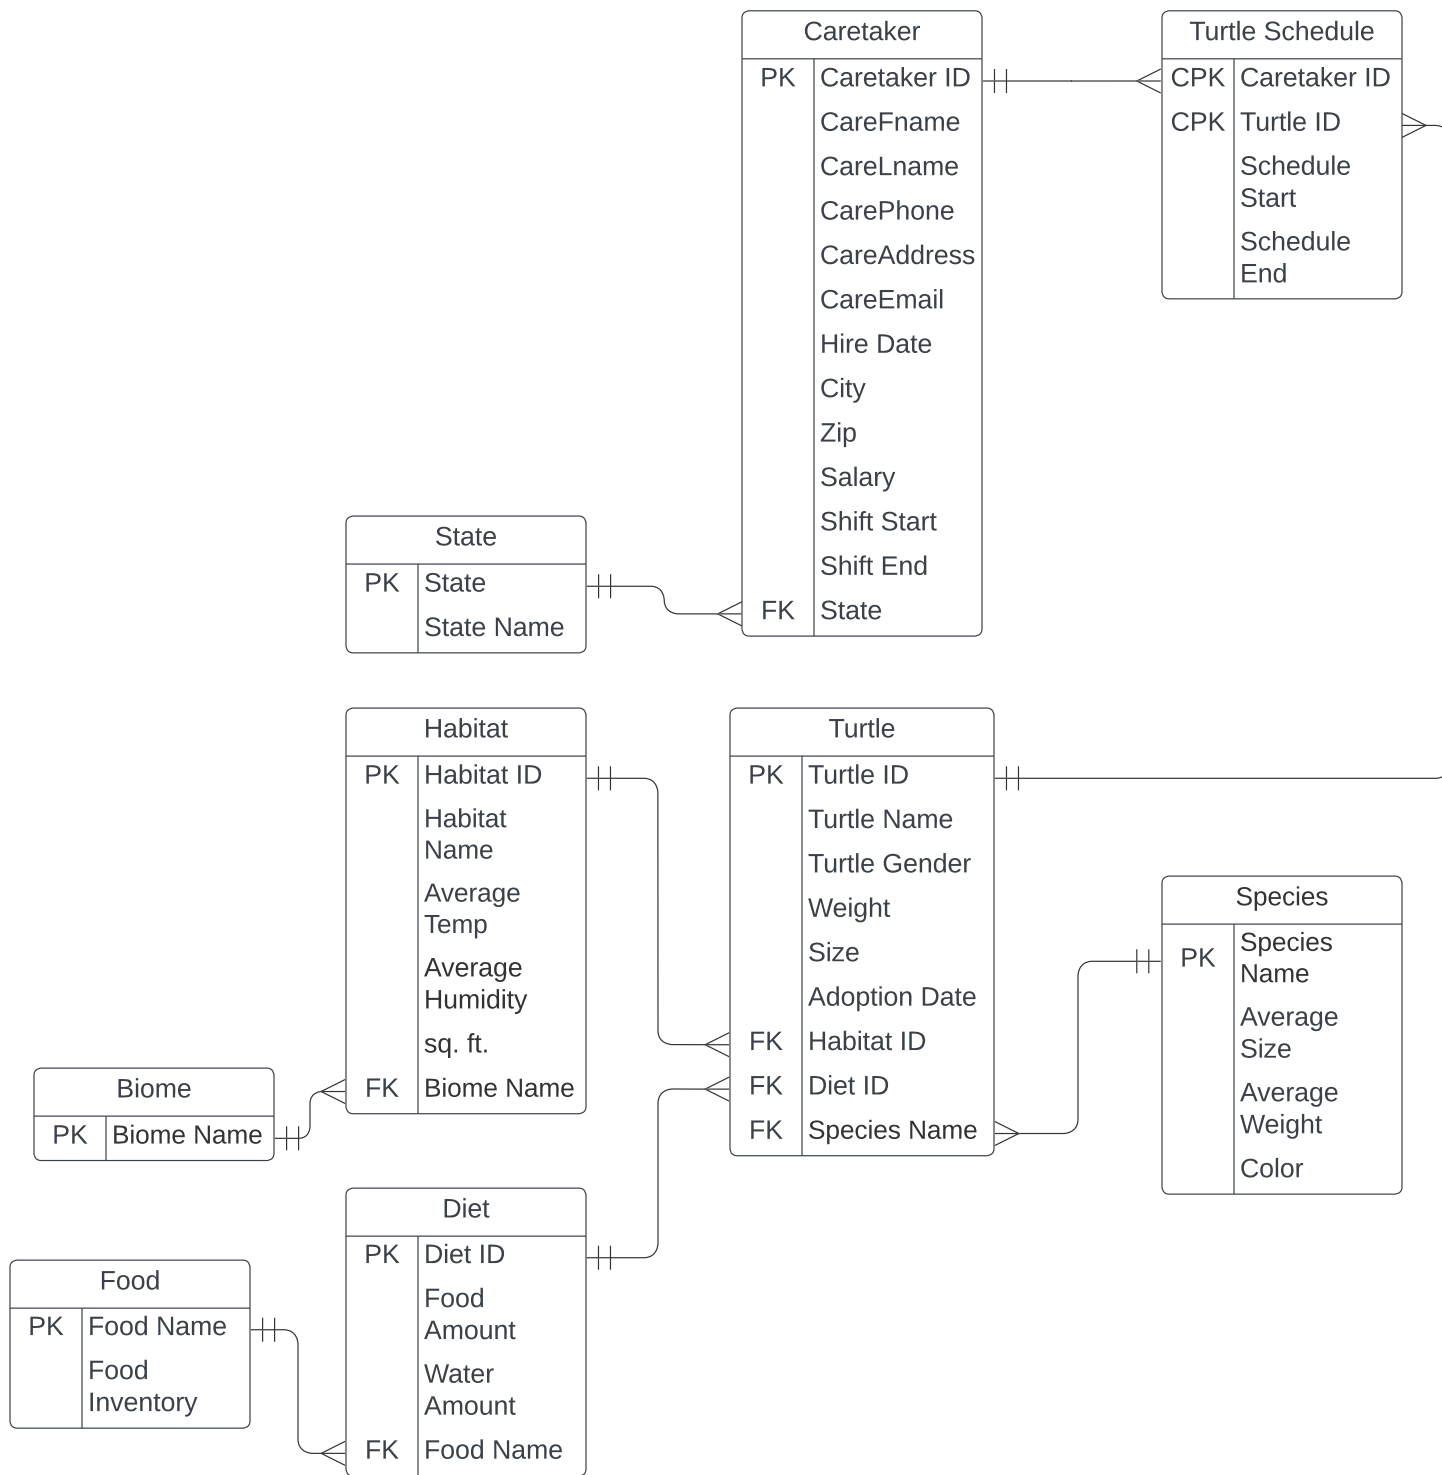 Caretaker
PK Caretaker ID
CareFname
CareLname
CarePhone
CareAddress
CareEmail
Hire Date
City
Zip
Salary
Shift Start
Shift End
FK State
Turtle Schedule
CPK Caretaker ID
CPK Turtle ID
Schedule
Start
Schedule
End
State
PK State
State Name
Habitat
PK Habitat ID
Habitat
Name
Average
Temp
Average
Humidity
sq. ft.
FK Biome Name
Turtle
PK Turtle ID
Turtle Name
Turtle Gender
Weight
Size
Adoption Date
FK Habitat ID
FK Diet ID
FK Species Name
Species
PK Species
Name
Average
Size
Average
Weight
Color
Biome
PK Biome Name
Diet
PK Diet ID
Food
Amount
Water
Amount
FK Food Name
Food
PK Food Name
Food
Inventory